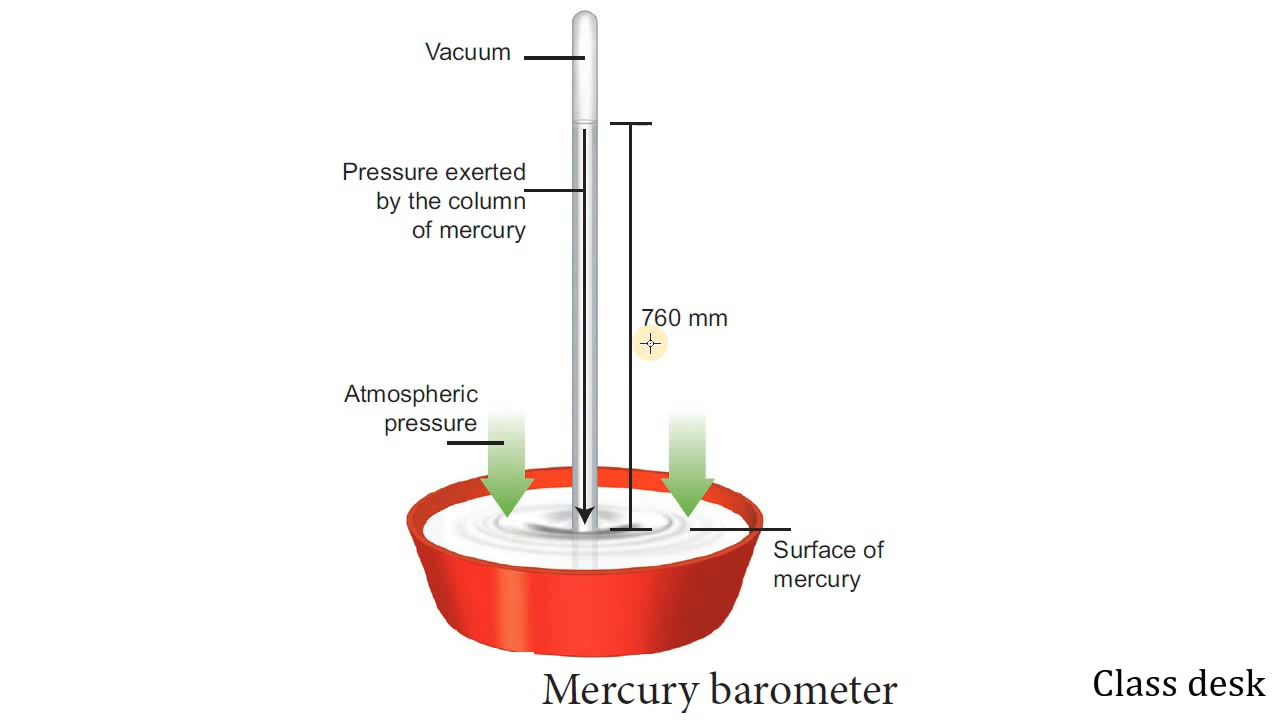 Vacuum
Pressure exerted
by the column
of mercury
760 mm
Atmospheric
pressure
Surface of
mercury
Mercury barometer
Class desk